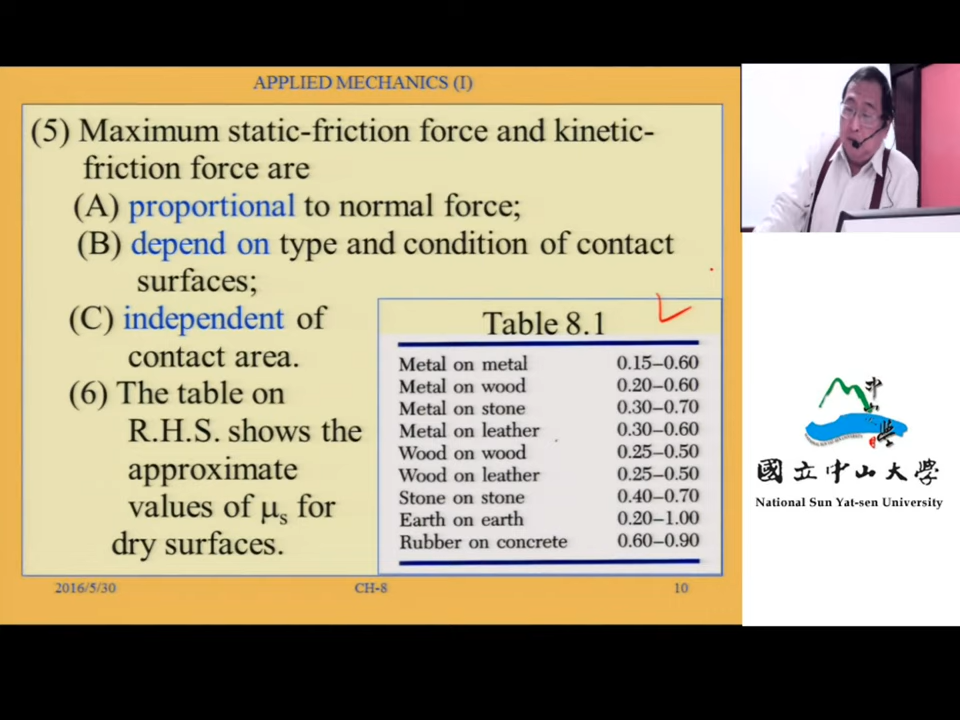 APPLIED MECHANICS (I)
(5) Maximum static-friction force and kinetic-
friction force are
(A) proportional to normal force;
(B) depend on type and condition of contact
surfaces;
(C) independent of
contact area.
(6) The table on
R.H.S. shows the
approximate
values of μs for
dry surfaces.
Table 8.1
Metal on metal 0.15–0.60
Metal on wood 0.20–0.60
Metal on stone 0.30–0.70
Metal on leather 0.30–0.60
Wood on wood 0.25–0.50
Wood on leather 0.25–0.50
Stone on stone 0.40–0.70
Earth on earth 0.20–1.00
Rubber on concrete 0.60–0.90
2016/5/30 CH-8 10
中山大學
國立中山大學
National Sun Yat-sen University